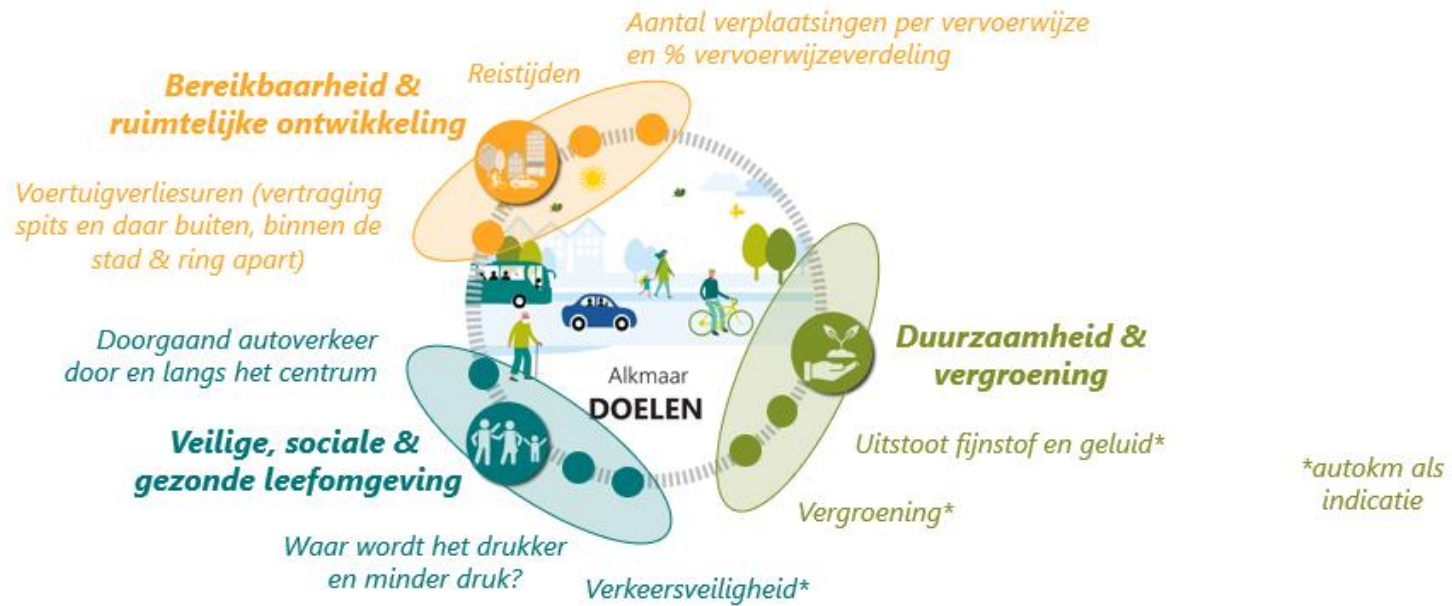 Aantal verplaatsingen per vervoerwijze
en % vervoerwijzeverdeling
Reistijden
Bereikbaarheid &
ruimtelijke ontwikkeling
Voertuigverliesuren (vertraging
spits en daar buiten, binnen de
stad & ring apart)
Doorgaand autoverkeer
door en langs het centrum
Veilige, sociale &
gezonde leefomgeving
Waar wordt het drukker
en minder druk?
Verkeersveiligheid*
Alkmaar
DOELEN
Duurzaamheid &
vergroening
Uitstoot fijnstof en geluid*
Vergroening*
*autokm als
indicatie